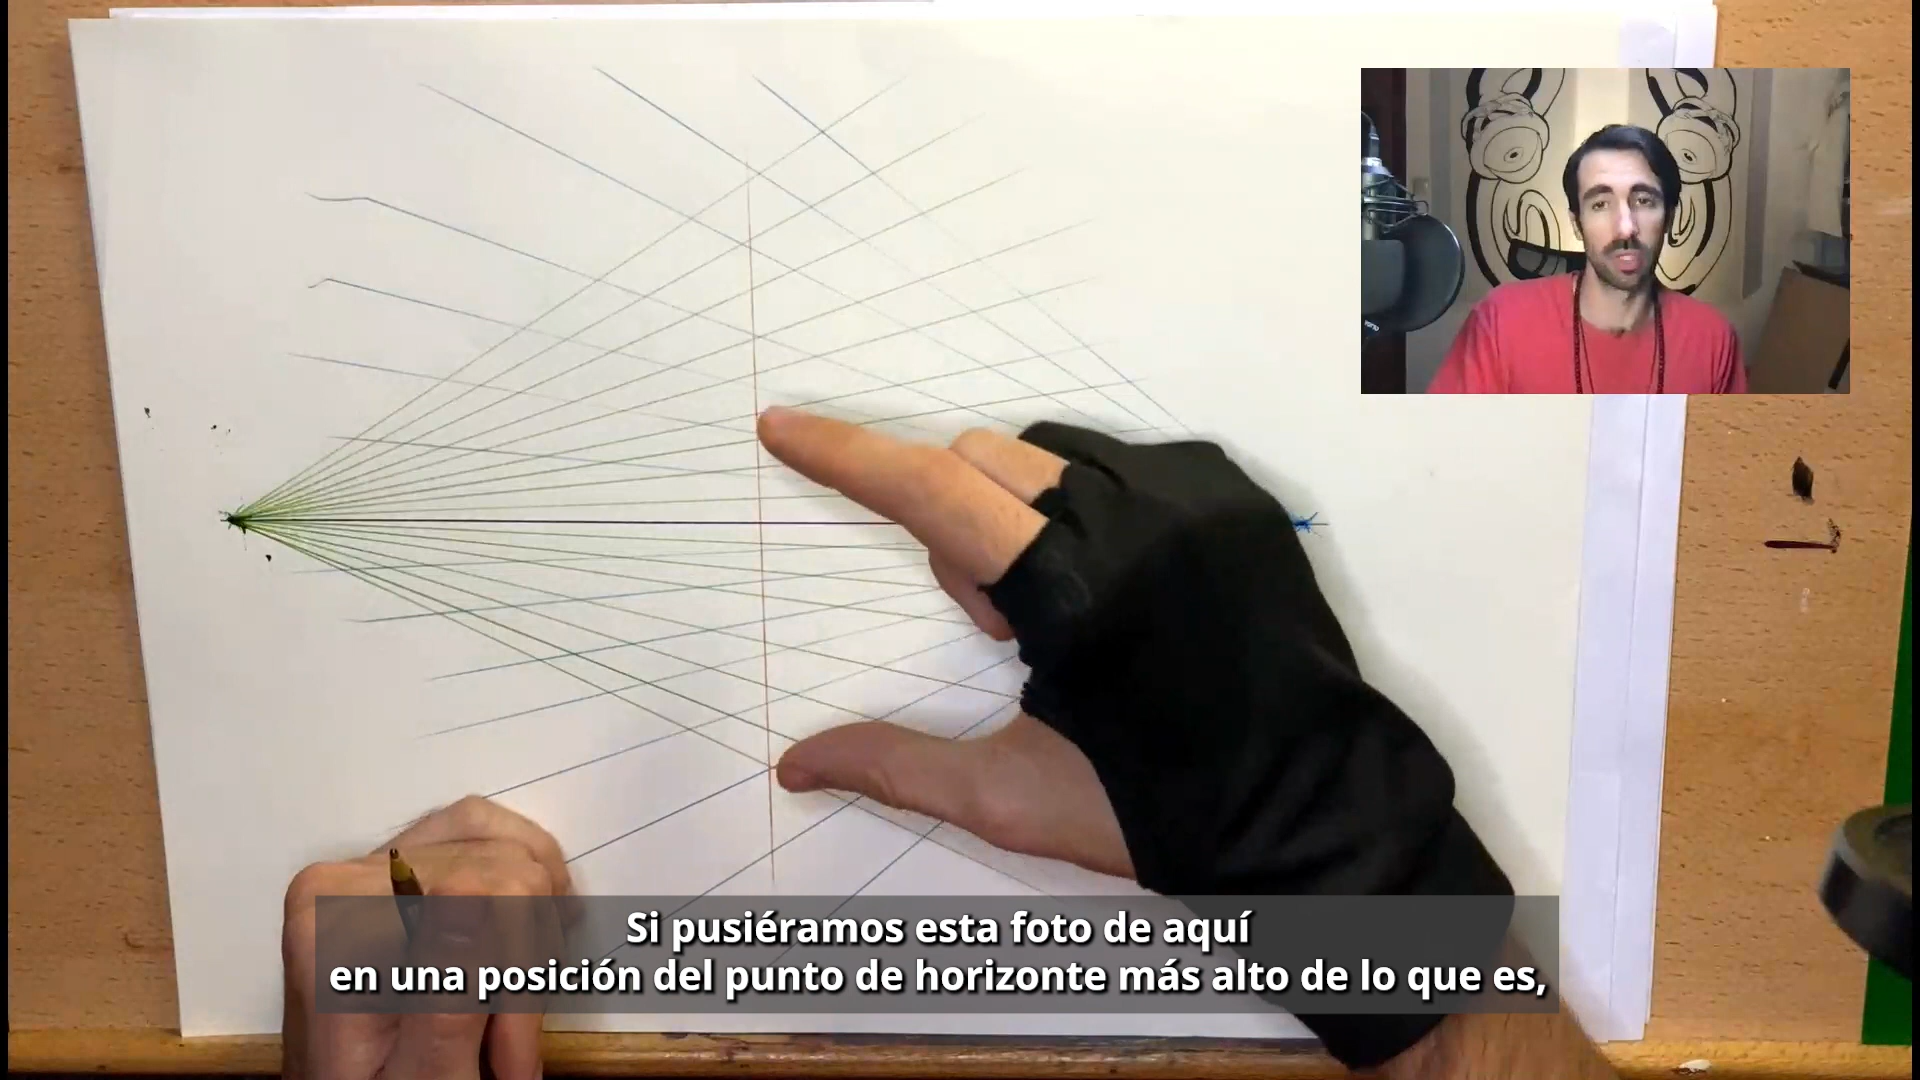 Si pusiéramos esta foto de aquí
en una posición del punto de horizonte más alto de lo que es,